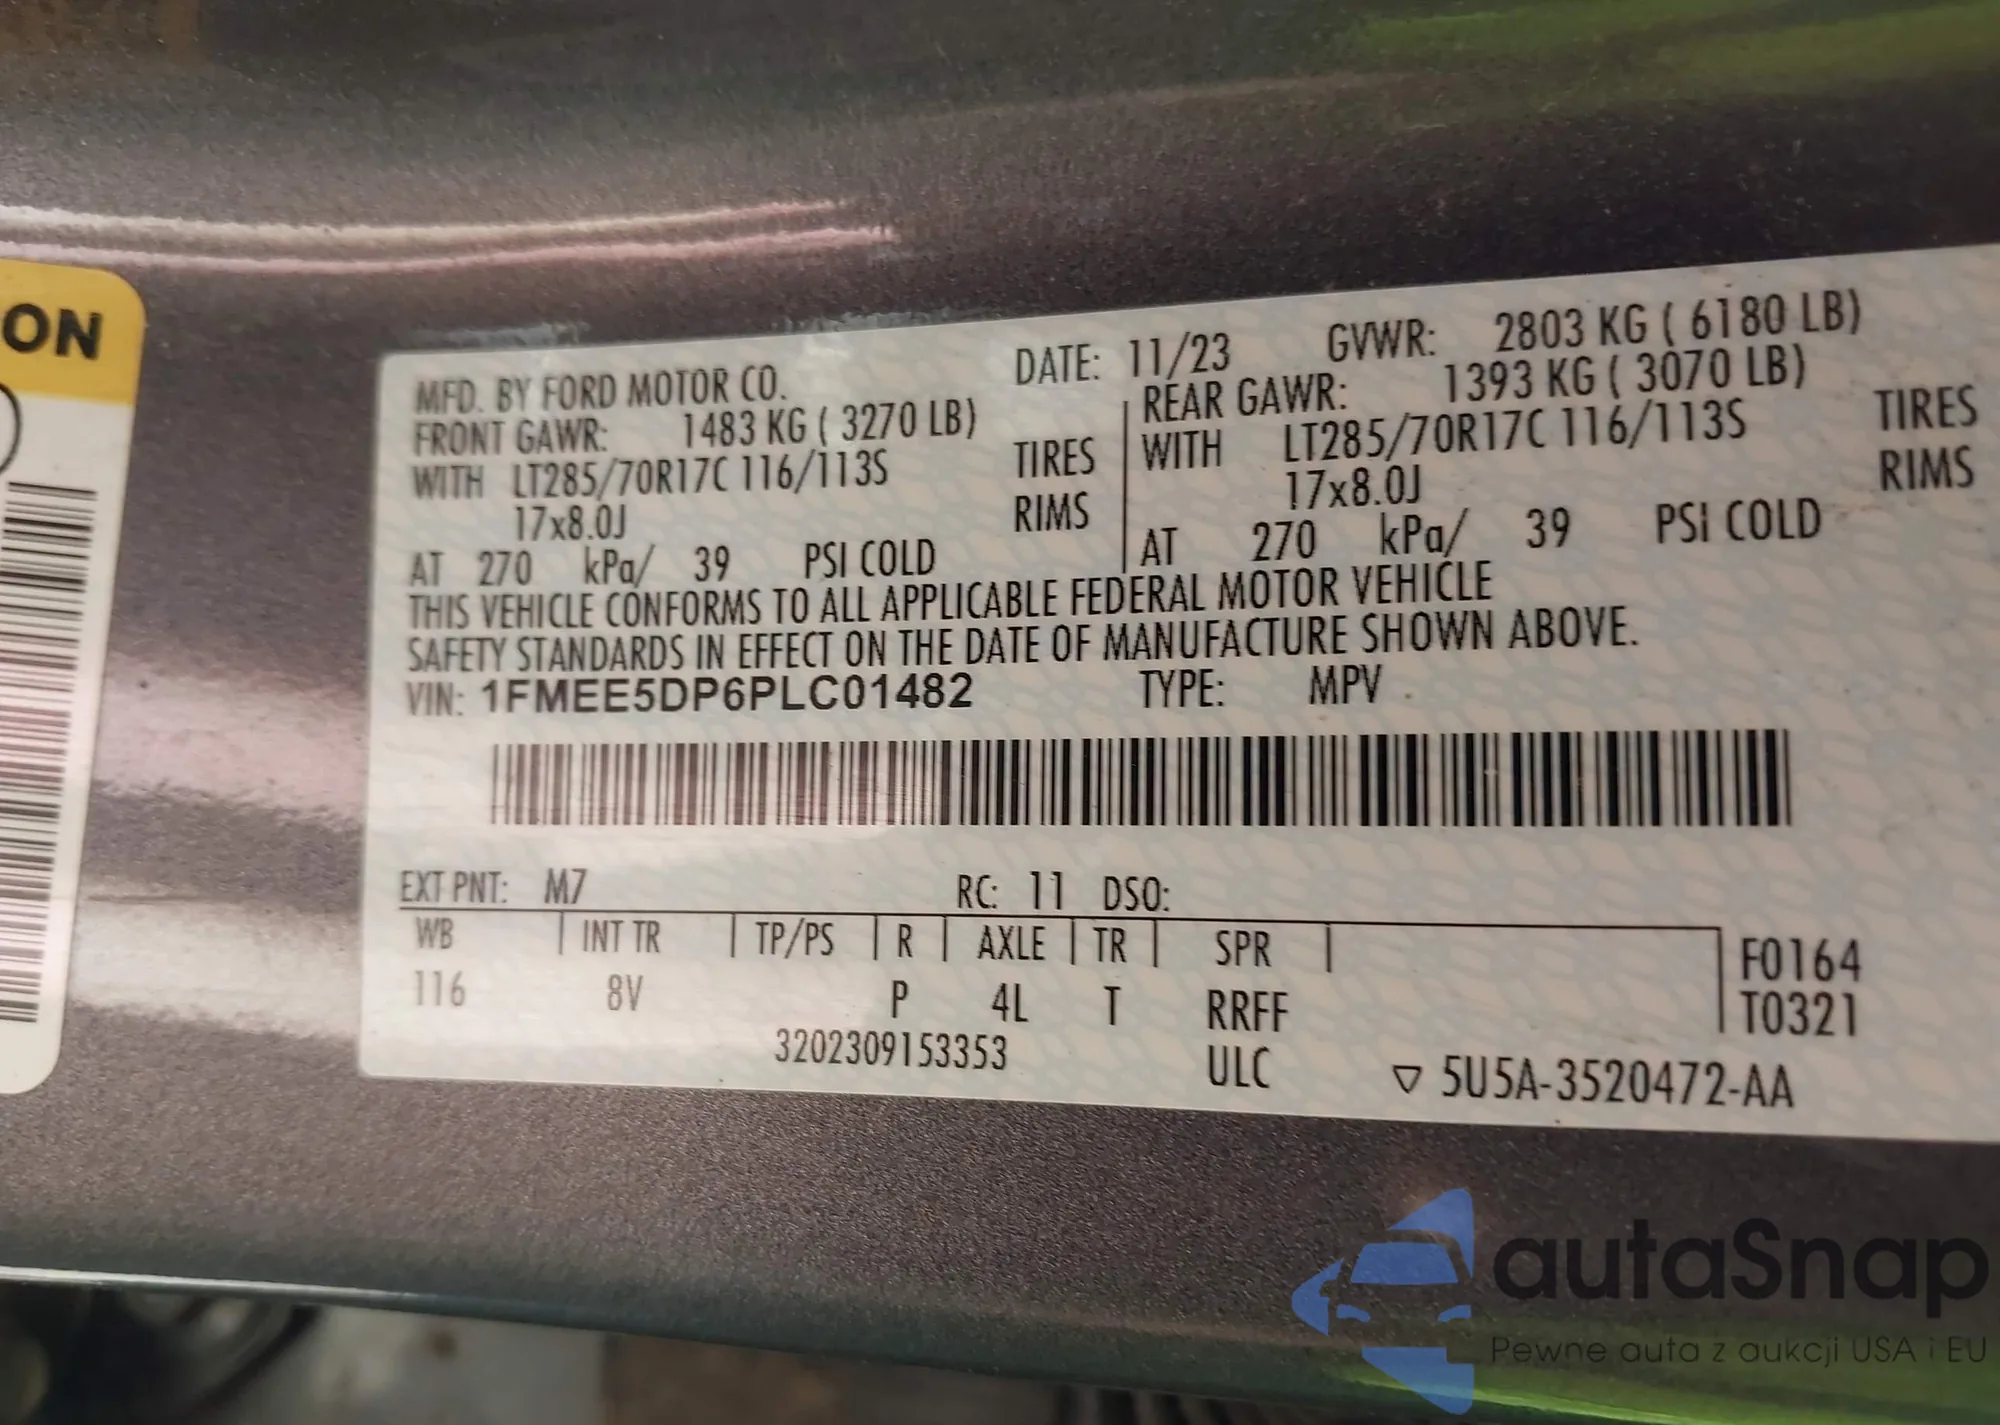 ON
MFD. BY FORD MOTOR CO. DATE: 11/23 GVWR: 2803 KG ( 6180 LB)
FRONT GAWR: 1483 KG ( 3270 LB) REAR GAWR: 1393 KG ( 3070 LB)
WITH LT285/70R17C 116/113S TIRES WITH LT285/70R17C 116/113S TIRES
17x8.0J RIMS 17x8.0J RIMS
AT 270 kPa/ 39 PSI COLD AT 270 kPa/ 39 PSI COLD
THIS VEHICLE CONFORMS TO ALL APPLICABLE FEDERAL MOTOR VEHICLE
SAFETY STANDARDS IN EFFECT ON THE DATE OF MANUFACTURE SHOWN ABOVE.
VIN: 1FMEE5DP6PLC01482 TYPE: MPV
EXT PNT: M7 RC: 11 DSO:
WB INT TR TP/PS R AXLE TR SPR F0164
116 8V P 4L T RRFF T0321
3202309153353 ULC ▽ 5U5A-3520472-AA
autaSnap
Pewne auta z aukcji USA i EU